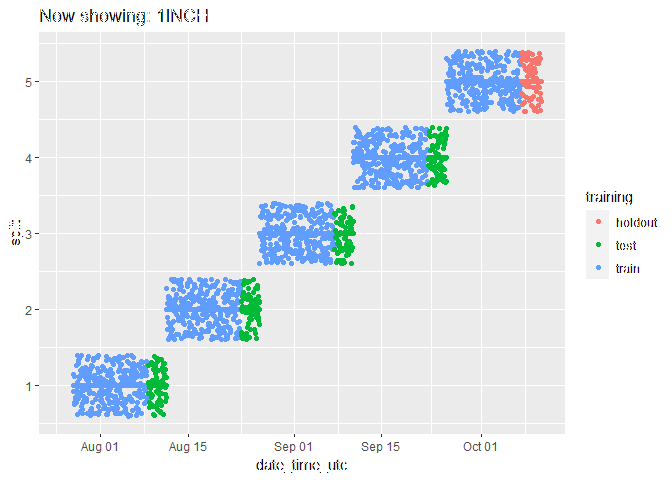 Now showing: 1INCH
5
4
3
2
1
split
Aug 01 Aug 15 Sep 01 Sep 15 Oct 01
date_time_utc
training
holdout
test
train